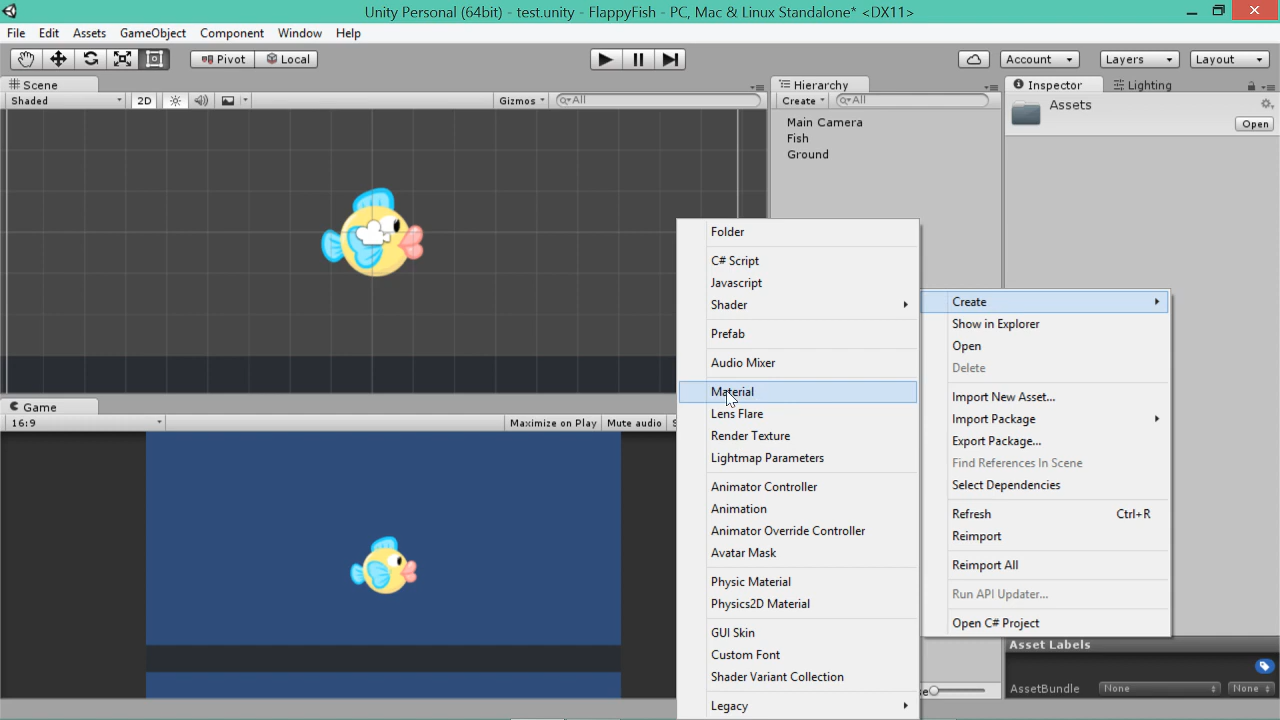 Unity Personal (64bit) - test.unity - FlappyFish - PC, Mac & Linux Standalone* <DX11>
File Edit Assets GameObject Component Window Help
Pivot Local Account Layers Layout
Scene
Shaded 2D Gizmos All
Hierarchy
Create All
Main Camera
Fish
Ground
Inspector Lighting
Assets
Open
Folder
C# Script
Javascript
Shader
Prefab
Audio Mixer
Material
Lens Flare
Render Texture
Lightmap Parameters
Animator Controller
Animation
Animator Override Controller
Avatar Mask
Physic Material
Physics2D Material
GUI Skin
Custom Font
Shader Variant Collection
Legacy
Create
Show in Explorer
Open
Delete
Import New Asset...
Import Package
Export Package...
Find References In Scene
Select Dependencies
Refresh Ctrl+R
Reimport
Reimport All
Run API Updater...
Open C# Project
Game
16:9 Maximize on Play Mute audio S
Asset Labels
AssetBundle None None